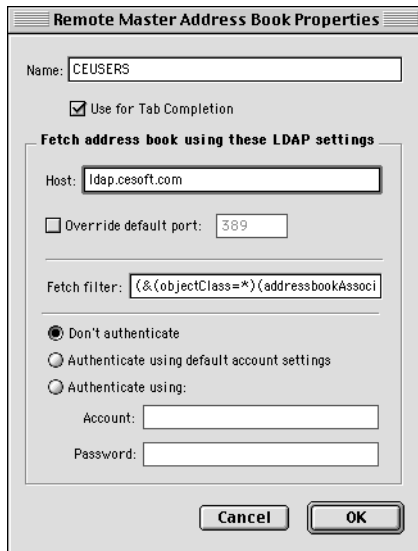 Remote Master Address Book Properties
Name: CEUSERS
Use for Tab Completion
Fetch address book using these LDAP settings
Host: ldap.cesoft.com
Override default port: 389
Fetch filter: (&(objectClass=*)(addressbookAssoci
Don't authenticate
Authenticate using default account settings
Authenticate using:
Account:
Password:
Cancel OK